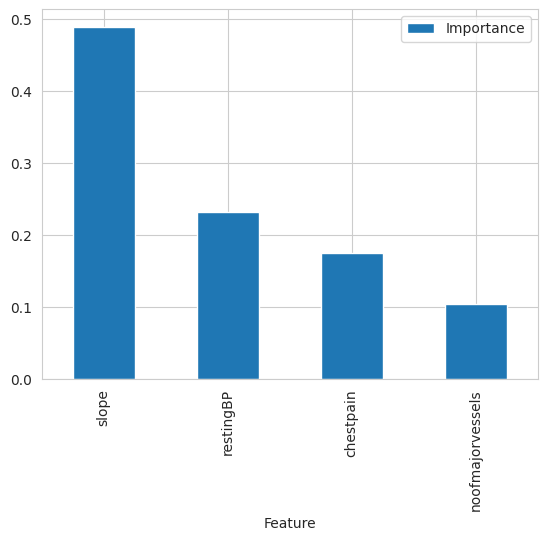 0.5
0.4
0.3
0.2
0.1
0.0
Importance
slope
restingBP
chestpain
noofmajorvessels
Feature